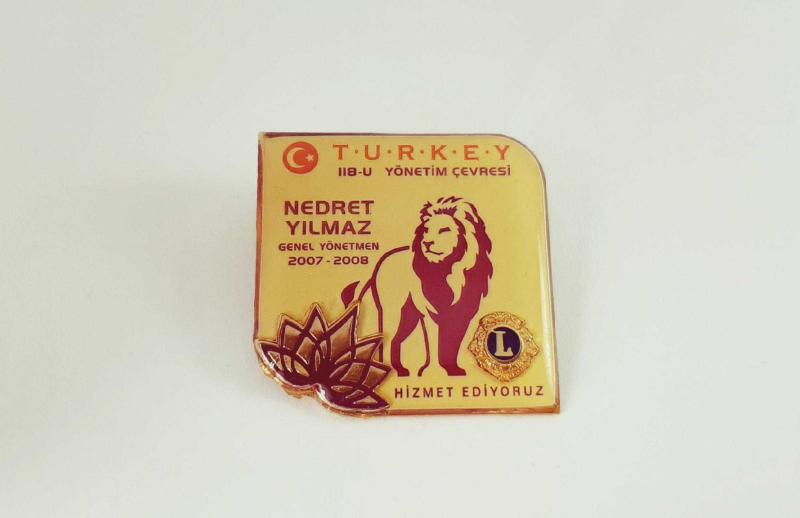 T·U·R·K·E·Y
118-U YÖNETİM ÇEVRESİ
NEDRET
YILMAZ
GENEL YÖNETMEN
2007-2008
L
HİZMET EDİYORUZ